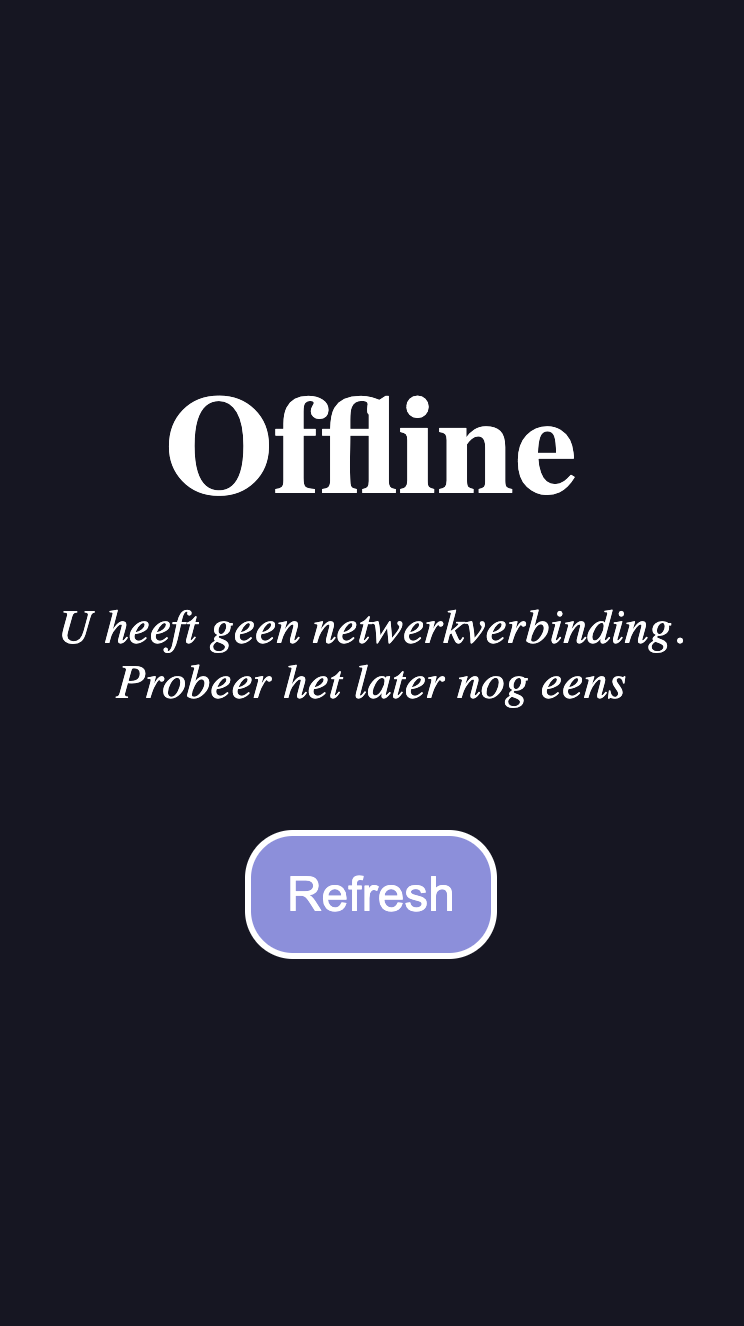 Offline
U heeft geen netwerkverbinding.
Probeer het later nog eens
Refresh